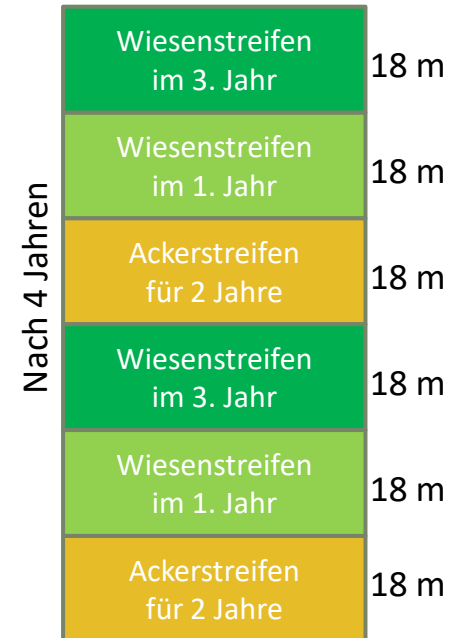 Nach 4 Jahren
Wiesenstreifen
im 3. Jahr
18 m
Wiesenstreifen
im 1. Jahr
18 m
Ackerstreifen
für 2 Jahre
18 m
Wiesenstreifen
im 3. Jahr
18 m
Wiesenstreifen
im 1. Jahr
18 m
Ackerstreifen
für 2 Jahre
18 m